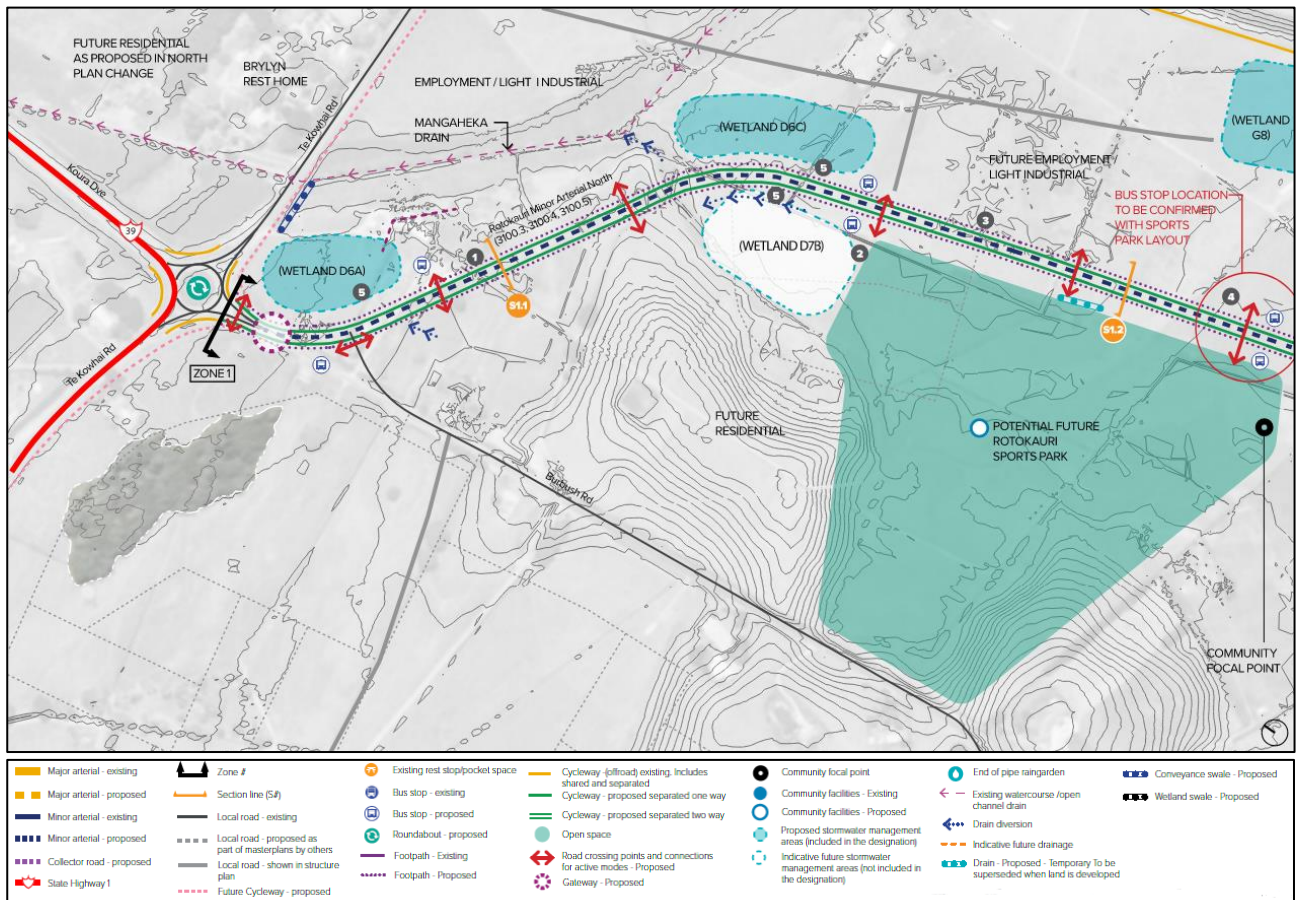 FUTURE RESIDENTIAL
AS PROPOSED IN NORTH
PLAN CHANGE
BRYLYN
REST HOME
EMPLOYMENT / LIGHT INDUSTRIAL
MANGAHEKA
DRAIN
Te Kowhai Rd
Koura Dve
39
Te Kowhai Rd
ZONE 1
(WETLAND D6A)
5
1
S1.1
Rotokauri Minor Arterial North
(3100.3, 3100.4, 3100.5)
(WETLAND D6C)
5
5
(WETLAND D7B)
2
FUTURE EMPLOYMENT /
LIGHT INDUSTRIAL
3
(WETLAND
G8)
BUS STOP LOCATION
TO BE CONFIRMED
WITH SPORTS
PARK LAYOUT
4
S1.2
FUTURE
RESIDENTIAL
POTENTIAL FUTURE
ROTOKAURI
SPORTS PARK
Burbush Rd
COMMUNITY
FOCAL POINT
Major arterial - existing
Major arterial - proposed
Minor arterial - existing
Minor arterial - proposed
Collector road - proposed
State Highway 1
Zone #
Section line (S#)
Local road - existing
Local road - proposed as
part of masterplans by others
Local road - shown in structure
plan
Future Cycleway - proposed
Existing rest stop/pocket space
Bus stop - existing
Bus stop - proposed
Roundabout - proposed
Footpath - Existing
Footpath - Proposed
Cycleway -(offroad) existing. Includes
shared and separated
Cycleway - proposed separated one way
Cycleway - proposed separated two way
Open space
Road crossing points and connections
for active modes - Proposed
Gateway - Proposed
Community focal point
Community facilities - Existing
Community facilities - Proposed
Proposed stormwater management
areas (included in the designation)
Indicative future stormwater
management areas (not included in
the designation)
End of pipe raingarden
Existing watercourse /open
channel drain
Drain diversion
Indicative future drainage
Drain - Proposed - Temporary To be
superseded when land is developed
Conveyance swale - Proposed
Wetland swale - Proposed